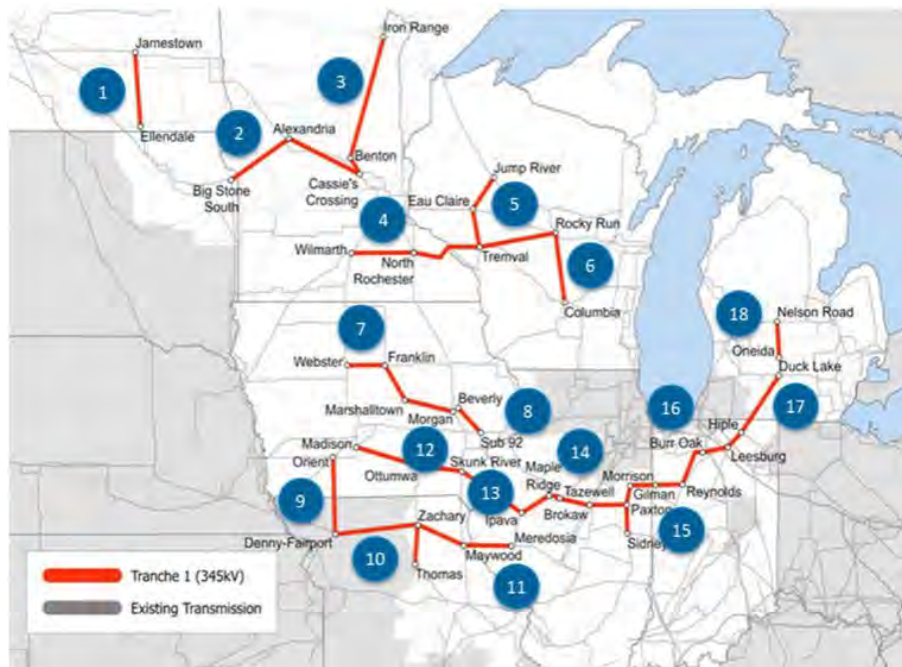 Iron Range
Jamestown
3
1
2
Alexandria
Ellendale
Benton
Jump River
Big Stone
South
Cassie's
Crossing
Eau Claire
5
4
Rocky Run
Wilmarth
North
Rochester
Tremval
6
Columbia
18
Nelson Road
7
Oneida
Webster
Franklin
Duck Lake
Beverly
8
16
17
Marshalltown
Morgan
Hiple
Sub 92
Burr Oak
Madison
12
14
Leesburg
Orient
Skunk River
Maple
Ridge
Ottumwa
Morrison
13
Tazewell
Gilman
Reynolds
9
Ipava
Brokaw
Paxton
Zachary
15
Denny-Fairport
Meredosia
Sidney
10
Maywood
Thomas
11
Tranche 1 (345kV)
Existing Transmission